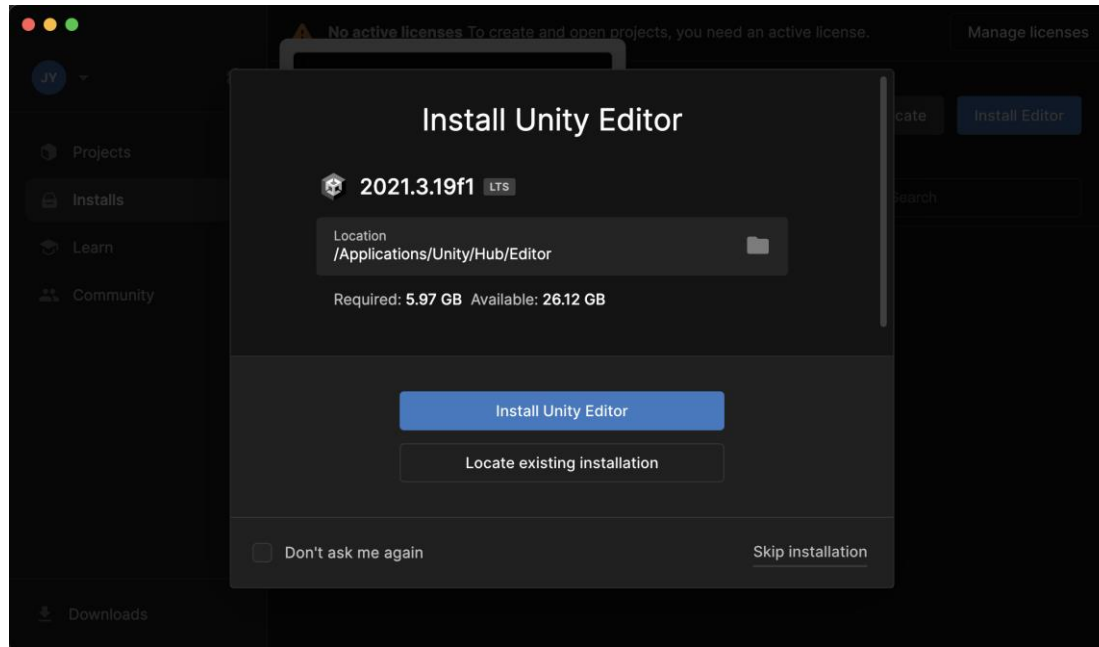 No active licenses To create and open projects, you need an active license.
Manage licenses
JY
cate
Install Editor
Projects
Installs
Search
Learn
Community
Downloads
Install Unity Editor
2021.3.19f1 LTS
Location
/Applications/Unity/Hub/Editor
Required: 5.97 GB Available: 26.12 GB
Install Unity Editor
Locate existing installation
Don't ask me again
Skip installation